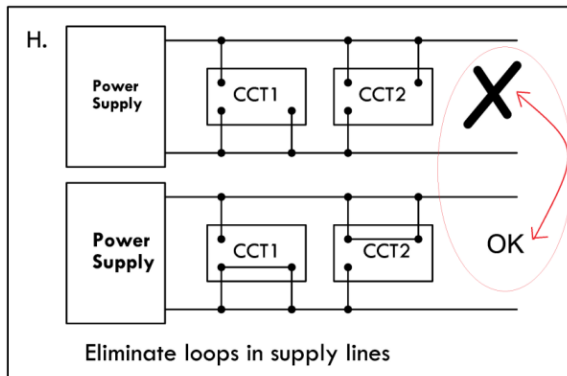 H.
Power
Supply
CCT1
CCT2
Power
Supply
CCT1
CCT2
OK
Eliminate loops in supply lines